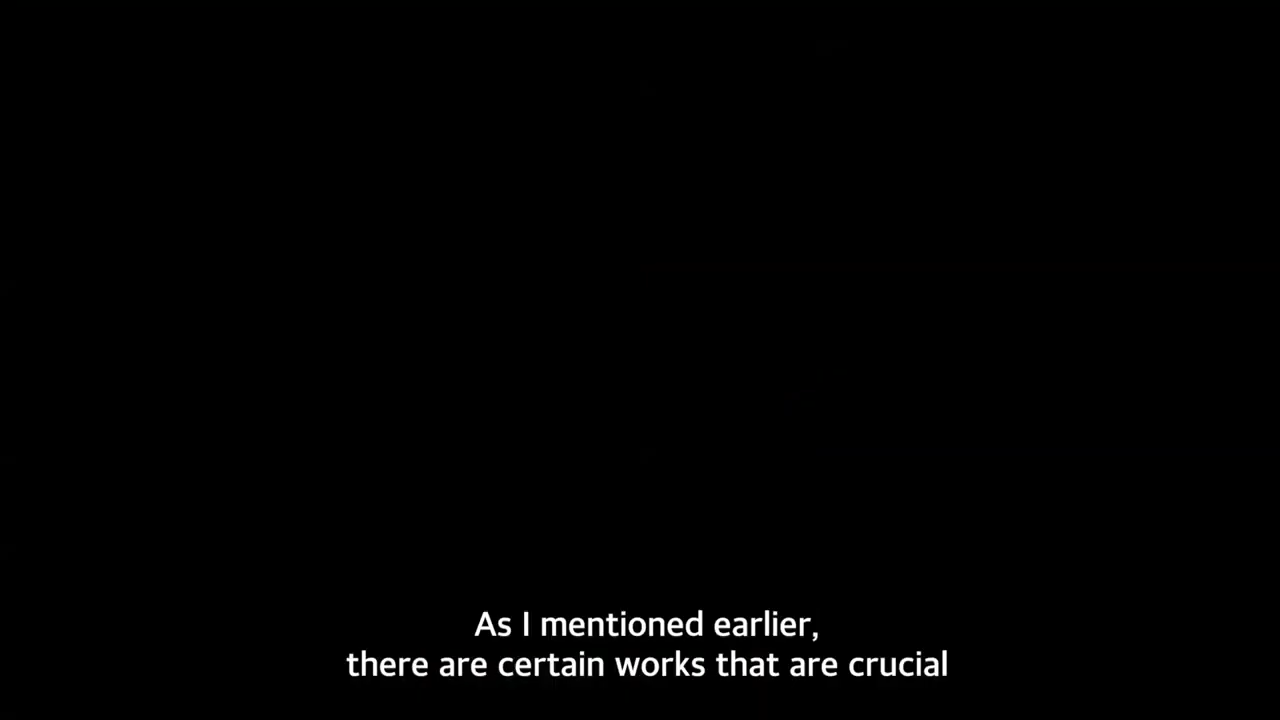 As I mentioned earlier,
there are certain works that are crucial